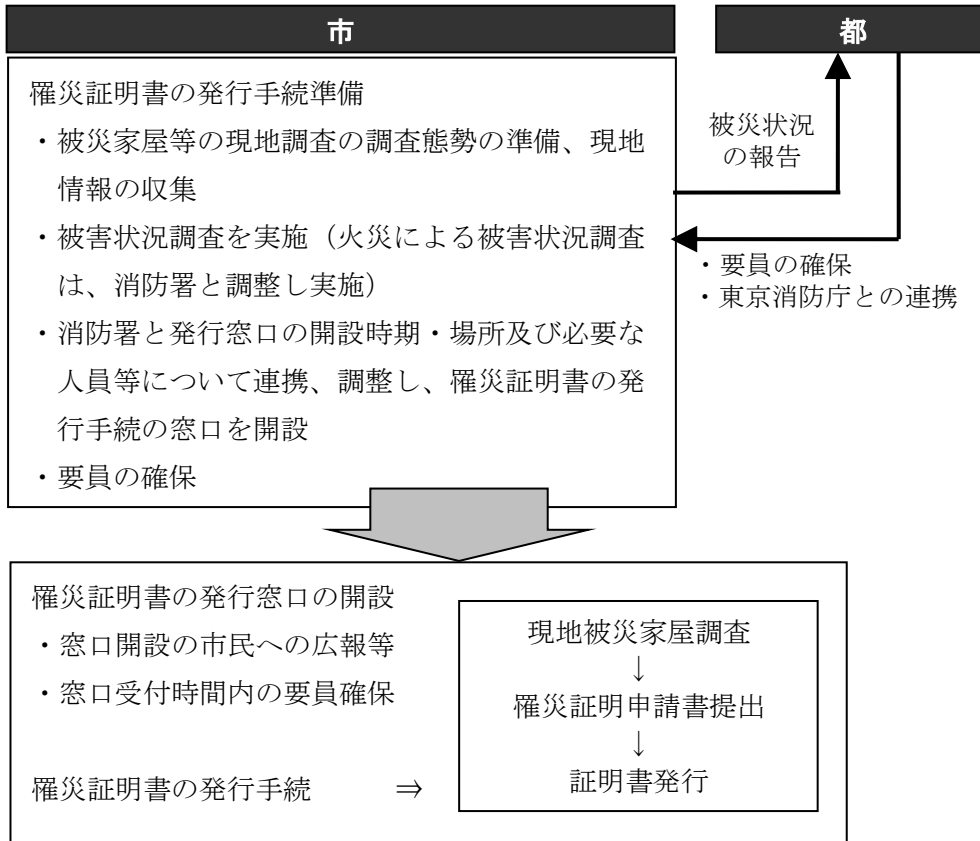 市
都
罹災証明書の発行手続準備
・被災家屋等の現地調査の調査態勢の準備、現地
情報の収集
・被害状況調査を実施（火災による被害状況調査
は、消防署と調整し実施）
・消防署と発行窓口の開設時期・場所及び必要な
人員等について連携、調整し、罹災証明書の発
行手続の窓口を開設
・要員の確保
被災状況
の報告
・要員の確保
・東京消防庁との連携
罹災証明書の発行窓口の開設
・窓口開設の市民への広報等
・窓口受付時間内の要員確保
罹災証明書の発行手続　　⇒
現地被災家屋調査
↓
罹災証明申請書提出
↓
証明書発行